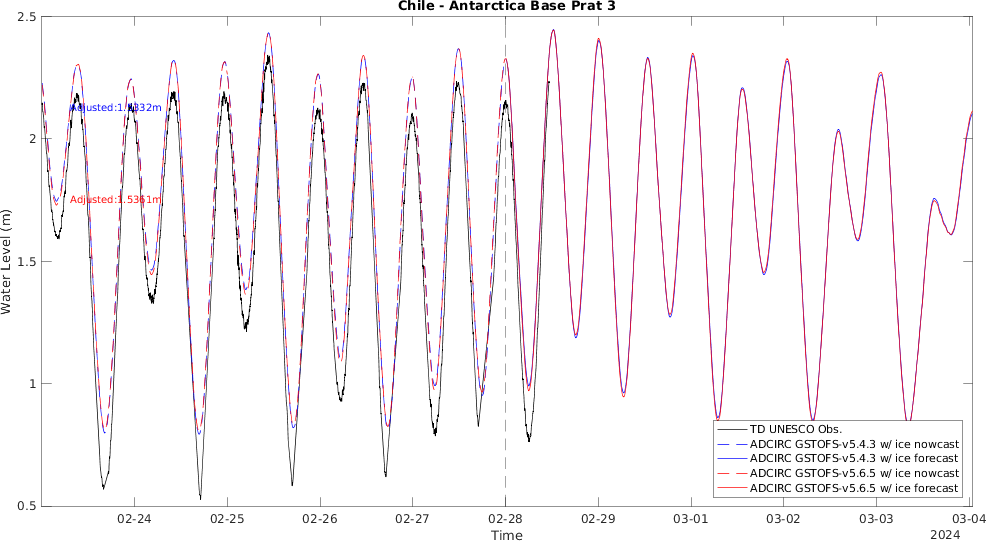 Chile - Antarctica Base Prat 3
Water Level (m)
2.5
2
1.5
1
0.5
Adjusted:1.5361m
02-24
02-25
02-26
02-27
02-28
02-29
03-01
03-02
03-03
03-04
Time
2024
TD UNESCO Obs.
ADCIRC GSTOFS-v5.4.3 w/ ice nowcast
ADCIRC GSTOFS-v5.4.3 w/ ice forecast
ADCIRC GSTOFS-v5.6.5 w/ ice nowcast
ADCIRC GSTOFS-v5.6.5 w/ ice forecast